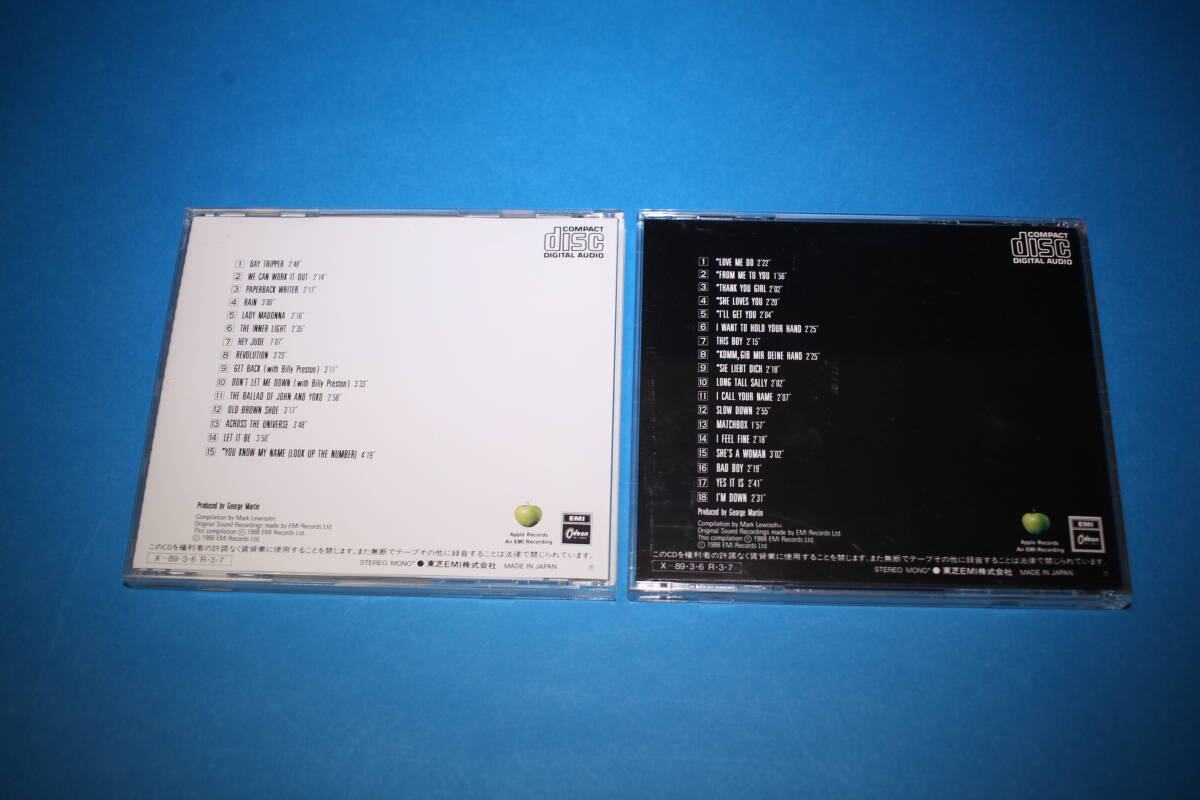 COMPACT
disc
DIGITAL AUDIO
1 DAY TRIPPER 2'48"
2 WE CAN WORK IT OUT 2'14"
3 PAPERBACK WRITER 2'17"
4 RAIN 3'00"
5 LADY MADONNA 2'16"
6 THE INNER LIGHT 2'35"
7 HEY JUDE 7'07"
8 REVOLUTION 3'23"
9 GET BACK (with Billy Preston) 3'11"
10 DON'T LET ME DOWN (with Billy Preston) 3'33"
11 THE BALLAD OF JOHN AND YOKO 2'58"
12 OLD BROWN SHOE 3'17"
13 ACROSS THE UNIVERSE 3'48"
14 LET IT BE 3'50"
15 *YOU KNOW MY NAME (LOOK UP THE NUMBER) 4'19"
Produced by George Martin
Compilation by Mark Lewisohn.
Original Sound Recordings made by EMI Records Ltd.
This compilation ℗ 1988 EMI Records Ltd.
© 1988 EMI Records Ltd.
Apple Records
An EMI Recording
EMI
Odeon
このCDを権利者の許諾なく賃貸業に使用することを禁じます。また無断でテープその他に録音することは法律で禁じられています。
X-89・3・6 R・3・7
STEREO MONO* ● 東芝EMI株式会社 MADE IN JAPAN
COMPACT
disc
DIGITAL AUDIO
1 *LOVE ME DO 2'22"
2 *FROM ME TO YOU 1'56"
3 *THANK YOU GIRL 2'02"
4 *SHE LOVES YOU 2'20"
5 *I'LL GET YOU 2'04"
6 I WANT TO HOLD YOUR HAND 2'25"
7 THIS BOY 2'15"
8 *KOMM, GIB MIR DEINE HAND 2'25"
9 *SIE LIEBT DICH 2'18"
10 LONG TALL SALLY 2'02"
11 I CALL YOUR NAME 2'07"
12 SLOW DOWN 2'55"
13 MATCHBOX 1'57"
14 I FEEL FINE 2'18"
15 SHE'S A WOMAN 3'02"
16 BAD BOY 2'19"
17 YES IT IS 2'41"
18 I'M DOWN 2'31"
Produced by George Martin
Compilation by Mark Lewisohn.
Original Sound Recordings made by EMI Records Ltd.
This compilation ℗ 1988 EMI Records Ltd.
© 1988 EMI Records Ltd.
Apple Records
An EMI Recording
EMI
Odeon
このCDを権利者の許諾なく賃貸業に使用することを禁じます。また無断でテープその他に録音することは法律で禁じられています。
X-89・3・6 R・3・7
STEREO MONO* ● 東芝EMI株式会社 MADE IN JAPAN